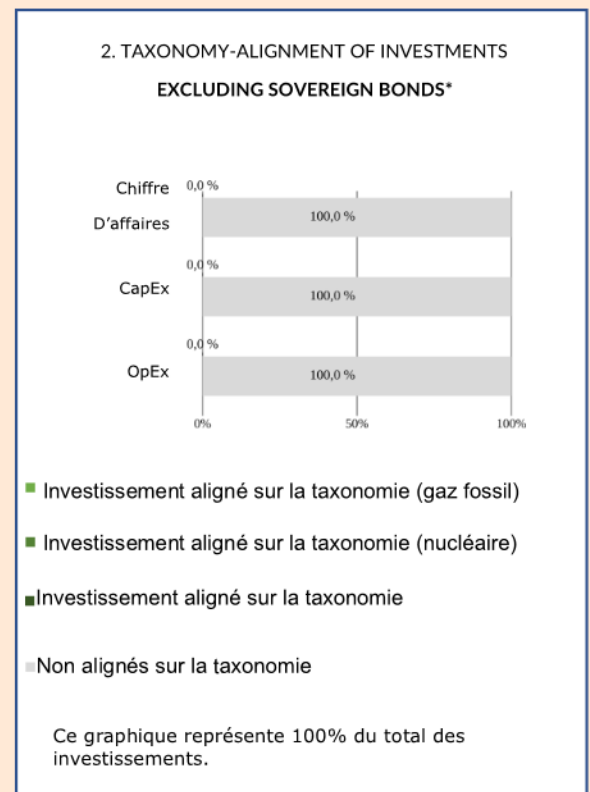 2. TAXONOMY-ALIGNMENT OF INVESTMENTS
EXCLUDING SOVEREIGN BONDS*
Chiffre
D'affaires
0,0 %
100,0 %
CapEx
0,0 %
100,0 %
OpEx
0,0 %
100,0 %
0% 50% 100%
Investissement aligné sur la taxonomie (gaz fossil)
Investissement aligné sur la taxonomie (nucléaire)
Investissement aligné sur la taxonomie
Non alignés sur la taxonomie
Ce graphique représente 100% du total des
investissements.